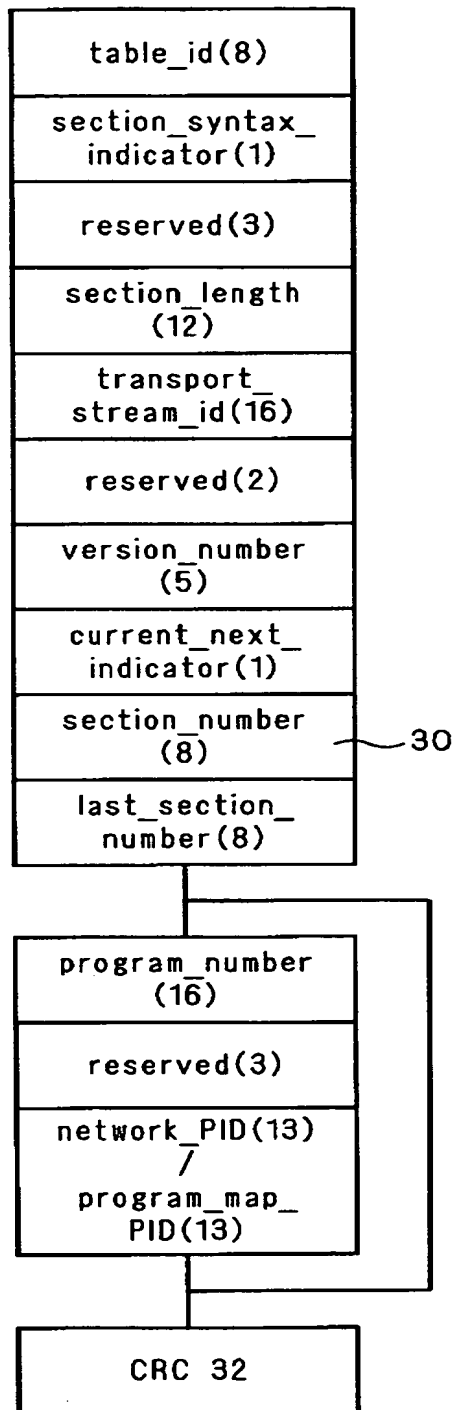 table_id(8)
section_syntax_
indicator(1)
reserved(3)
section_length
(12)
transport_
stream_id(16)
reserved(2)
version_number
(5)
current_next_
indicator(1)
section_number
(8)
30
last_section_
number(8)
program_number
(16)
reserved(3)
network_PID(13)
/
program_map_
PID(13)
CRC 32